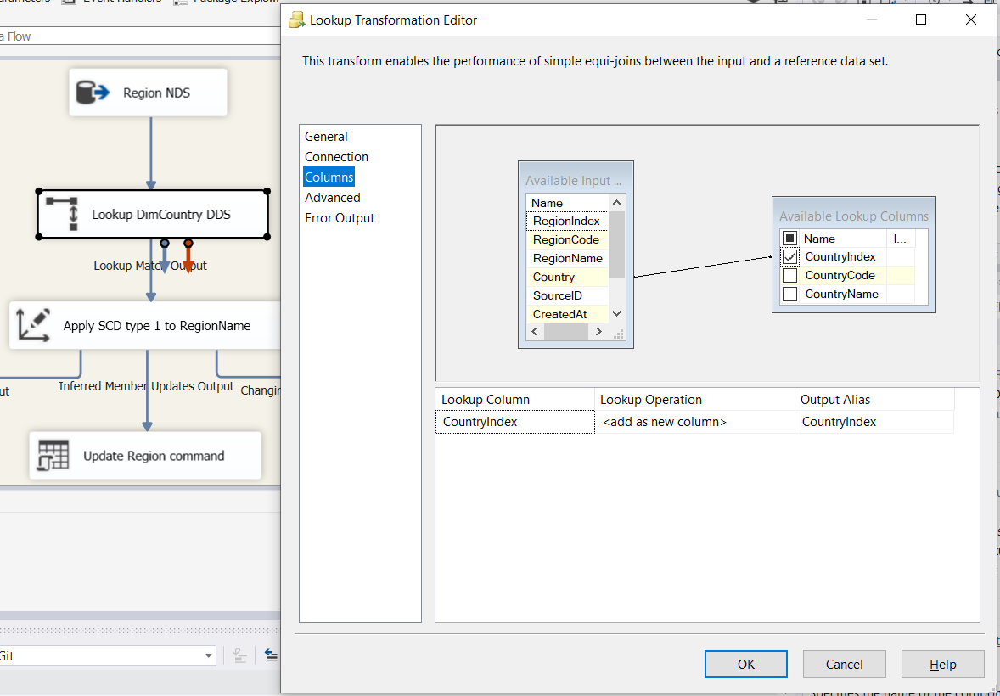 Event Handlers
Package Explo...
a Flow
Region NDS
Lookup DimCountry DDS
Lookup Match Output
Apply SCD type 1 to RegionName
Inferred Member Updates Output
Changin
ut
Update Region command
Git
Lookup Transformation Editor
This transform enables the performance of simple equi-joins between the input and a reference data set.
General
Connection
Columns
Advanced
Error Output
Available Input ...
Name
RegionIndex
RegionCode
RegionName
Country
SourceID
CreatedAt
Available Lookup Columns
Name I...
CountryIndex
CountryCode
CountryName
Lookup Column Lookup Operation Output Alias
CountryIndex <add as new column> CountryIndex
OK Cancel Help